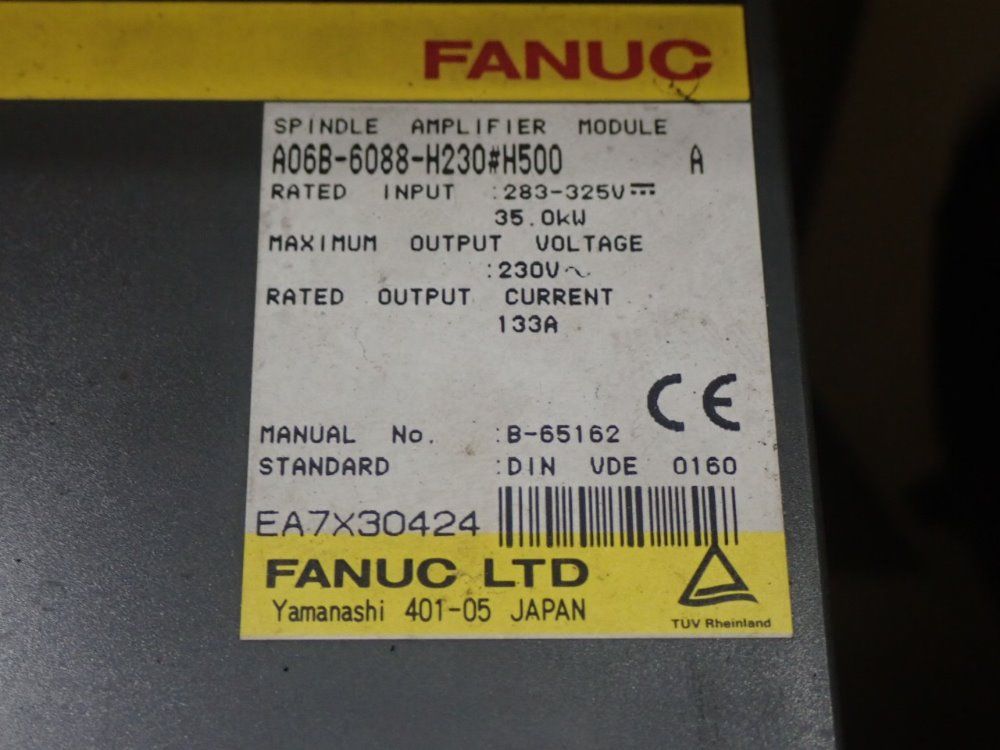 FANUC
SPINDLE AMPLIFIER MODULE
A06B-6088-H230#H500 A
RATED INPUT :283-325V⎓
35.0kW
MAXIMUM OUTPUT VOLTAGE
:230V～
RATED OUTPUT CURRENT
133A
CE
MANUAL No. :B-65162
STANDARD :DIN VDE 0160
EA7X30424
FANUC LTD
Yamanashi 401-05 JAPAN
TÜV Rheinland